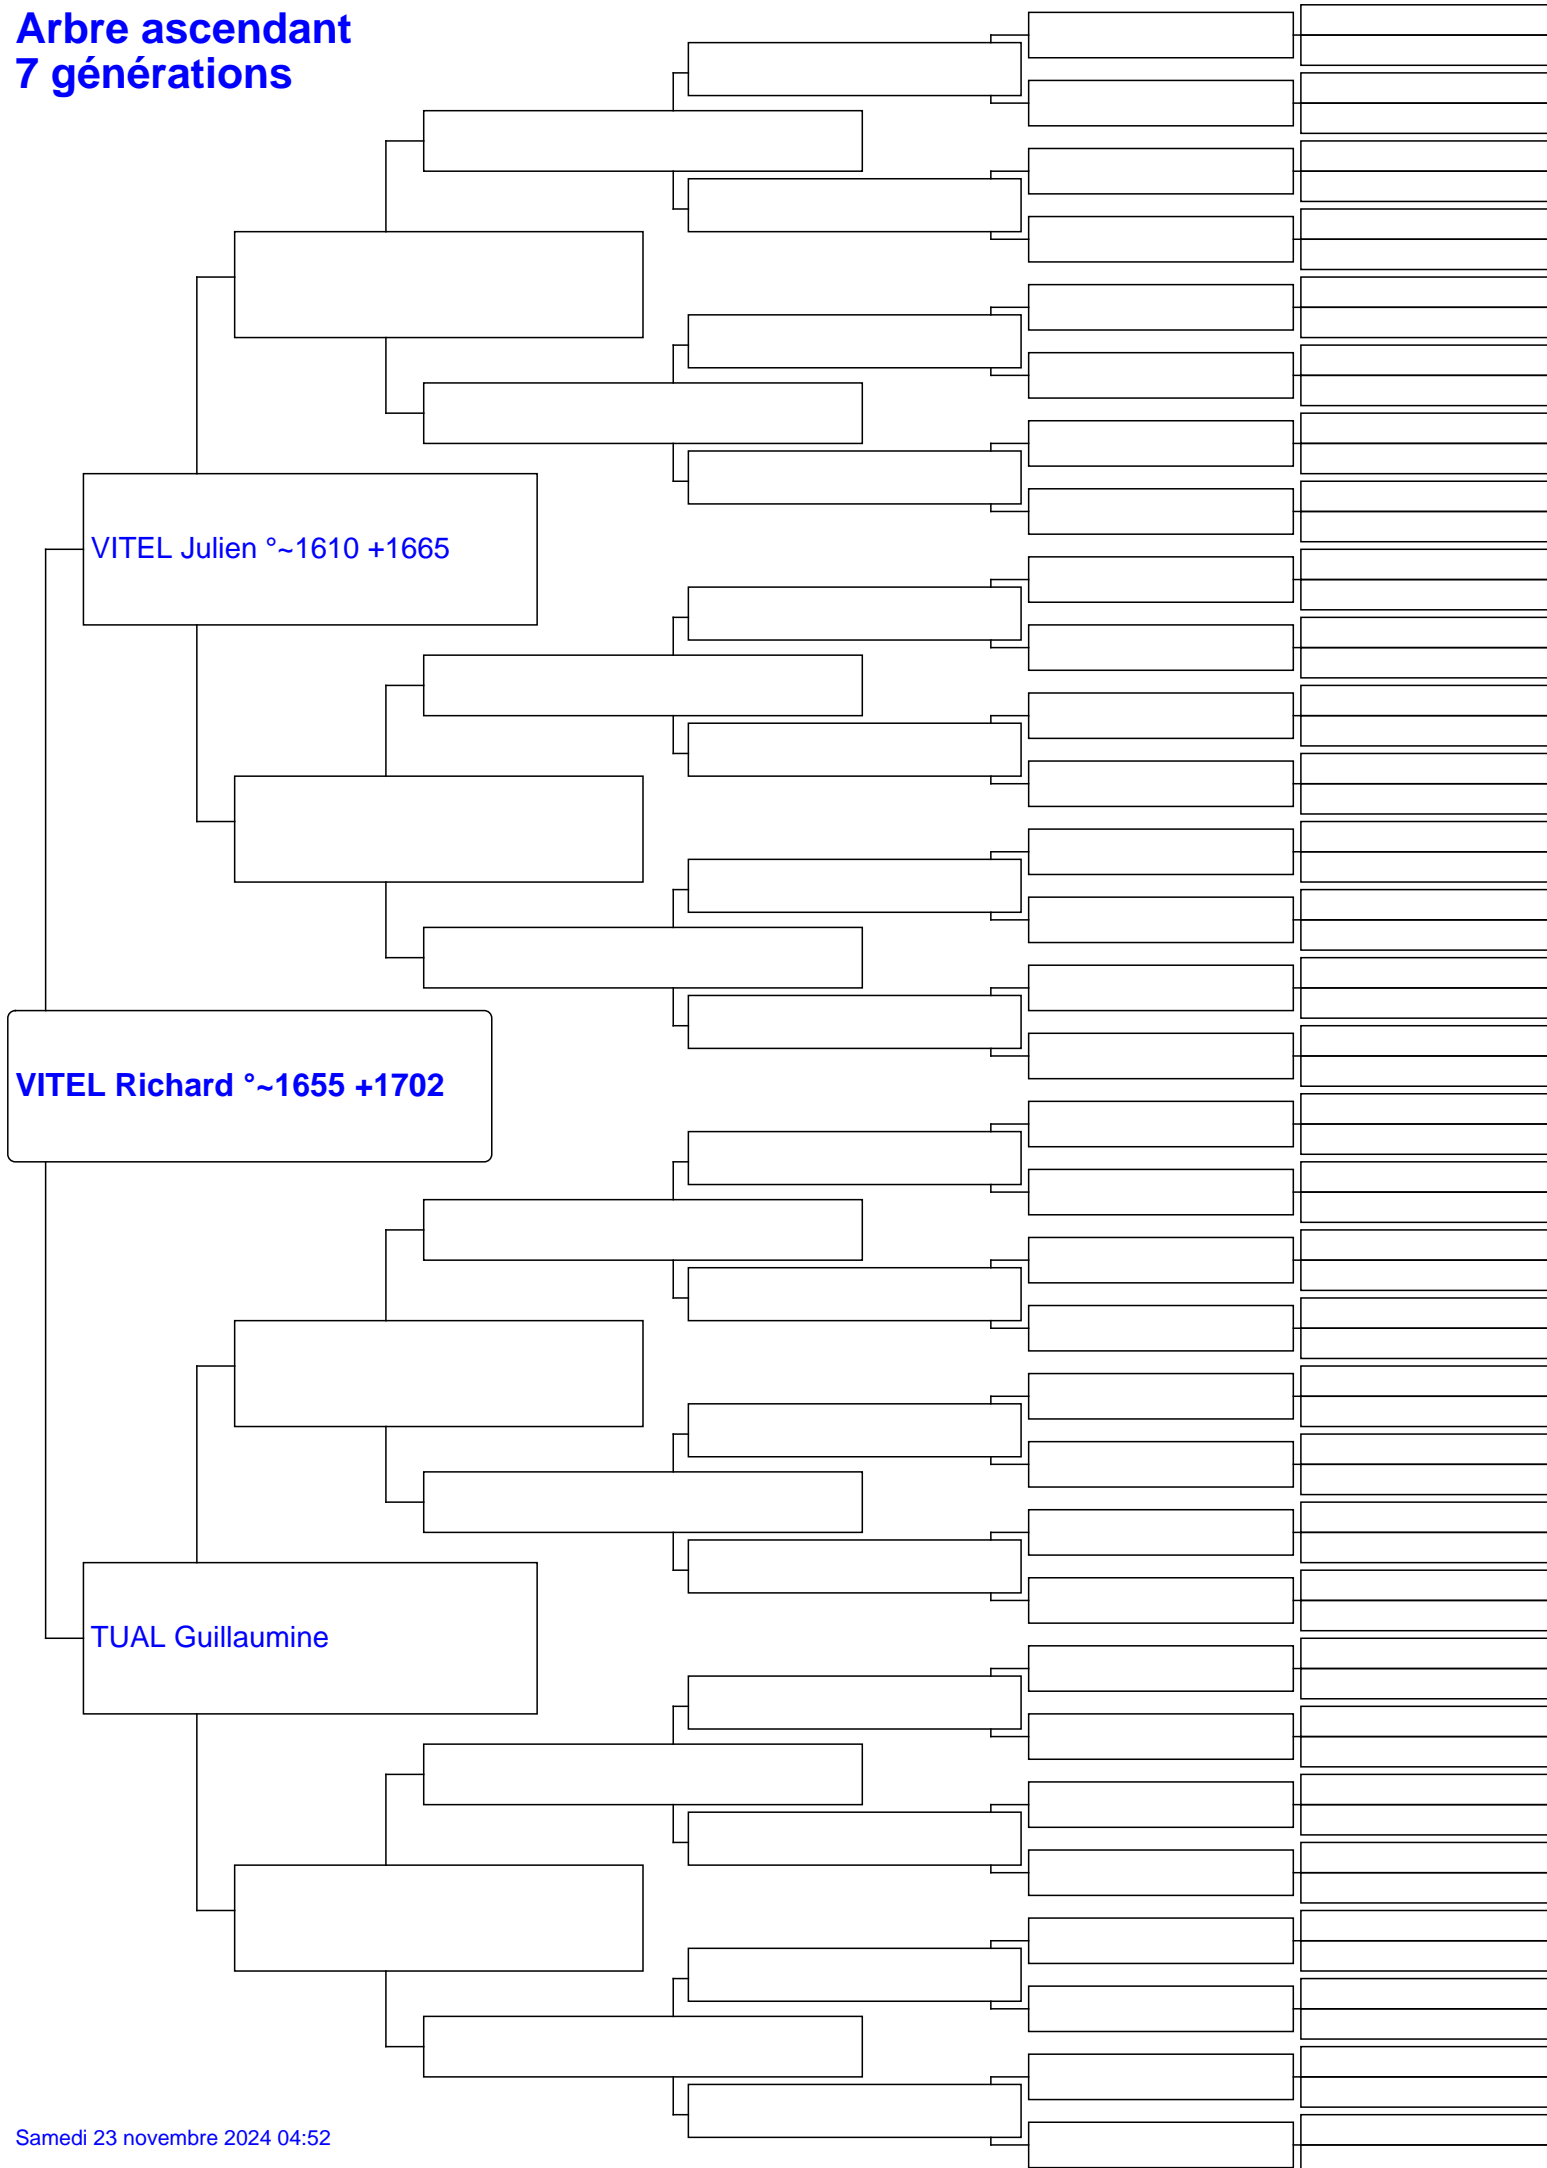 Arbre ascendant
7 générations
VITEL Julien °~1610 +1665
VITEL Richard °~1655 +1702
TUAL Guillaumine
Samedi 23 novembre 2024 04:52